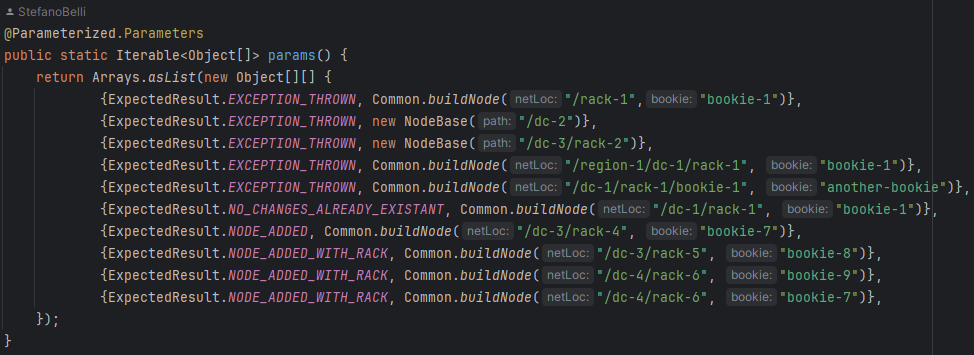 StefanoBelli
@Parameterized.Parameters
public static Iterable<Object[]> params() {
    return Arrays.asList(new Object[][] {
            {ExpectedResult.EXCEPTION_THROWN, Common.buildNode( netLoc: "/rack-1", bookie: "bookie-1")},
            {ExpectedResult.EXCEPTION_THROWN, new NodeBase( path: "/dc-2")},
            {ExpectedResult.EXCEPTION_THROWN, new NodeBase( path: "/dc-3/rack-2")},
            {ExpectedResult.EXCEPTION_THROWN, Common.buildNode( netLoc: "/region-1/dc-1/rack-1", bookie: "bookie-1")},
            {ExpectedResult.EXCEPTION_THROWN, Common.buildNode( netLoc: "/dc-1/rack-1/bookie-1", bookie: "another-bookie")},
            {ExpectedResult.NO_CHANGES_ALREADY_EXISTANT, Common.buildNode( netLoc: "/dc-1/rack-1", bookie: "bookie-1")},
            {ExpectedResult.NODE_ADDED, Common.buildNode( netLoc: "/dc-3/rack-4", bookie: "bookie-7")},
            {ExpectedResult.NODE_ADDED_WITH_RACK, Common.buildNode( netLoc: "/dc-3/rack-5", bookie: "bookie-8")},
            {ExpectedResult.NODE_ADDED_WITH_RACK, Common.buildNode( netLoc: "/dc-4/rack-6", bookie: "bookie-9")},
            {ExpectedResult.NODE_ADDED_WITH_RACK, Common.buildNode( netLoc: "/dc-4/rack-6", bookie: "bookie-7")},
    });
}